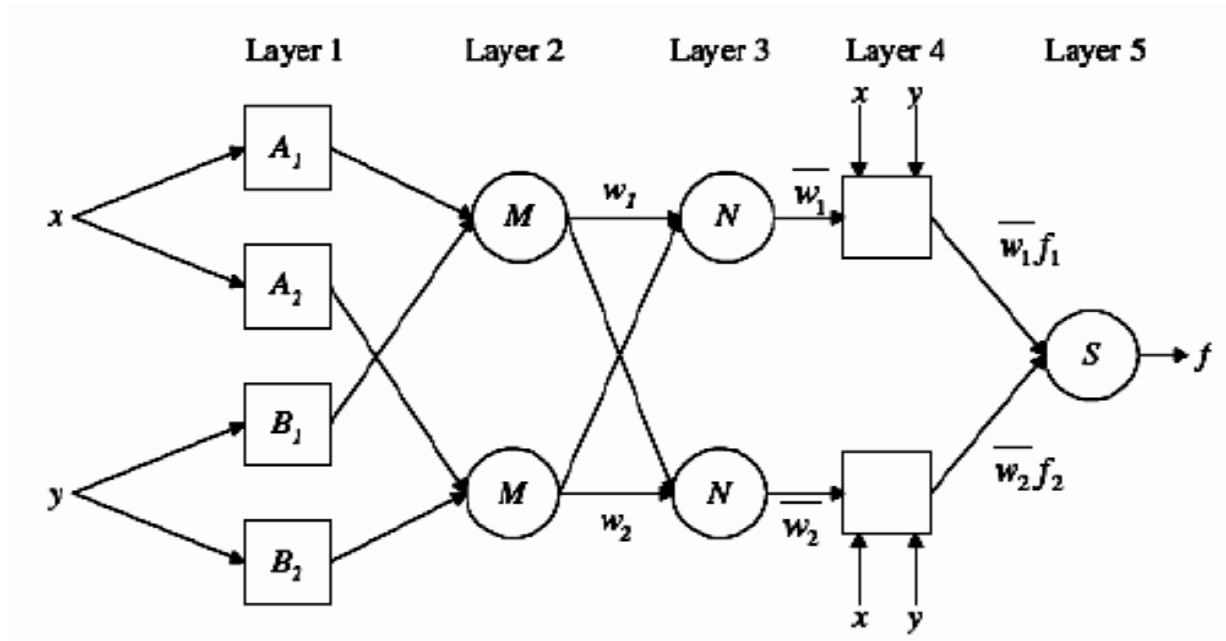 Layer 1 Layer 2 Layer 3 Layer 4 Layer 5
x y
A₁
M w₁ N w̅₁
x
w̅₁f₁
A₂
S f
B₁
w̅₂f₂
y M w₂ N w̅₂
B₂
x y